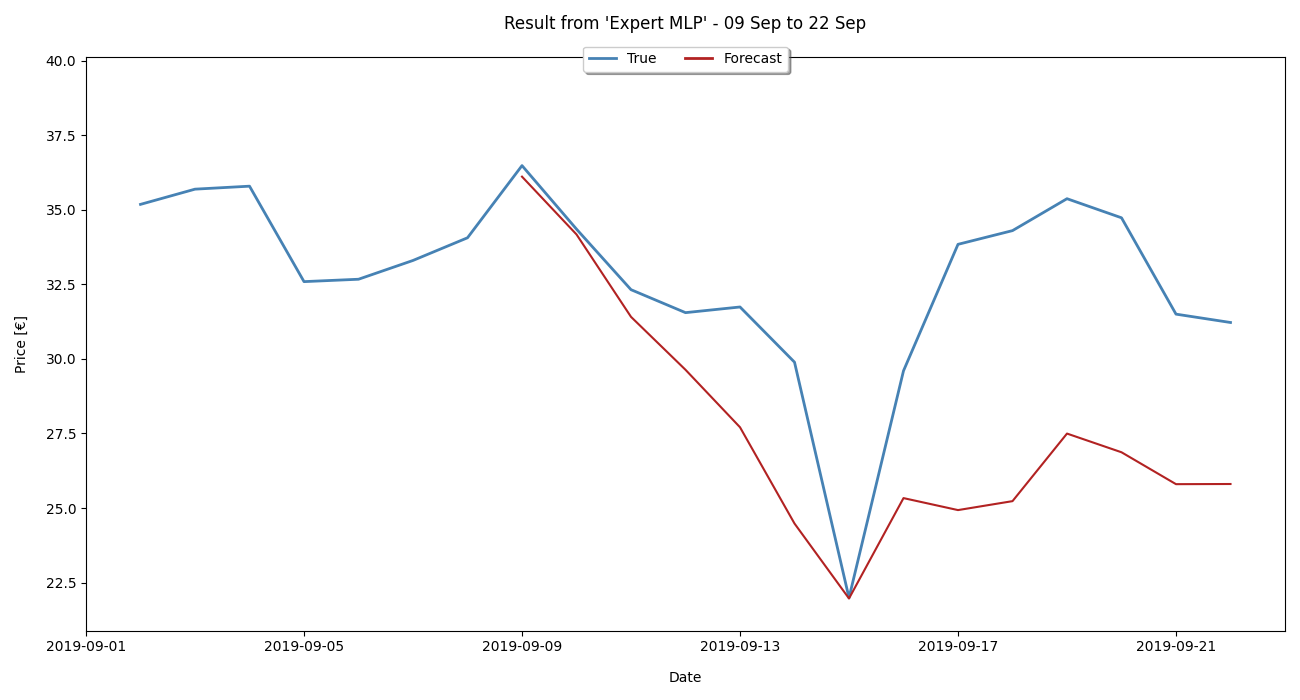 Result from 'Expert MLP' - 09 Sep to 22 Sep
True Forecast
40.0
37.5
35.0
32.5
30.0
27.5
25.0
22.5
Price [€]
2019-09-01 2019-09-05 2019-09-09 2019-09-13 2019-09-17 2019-09-21
Date